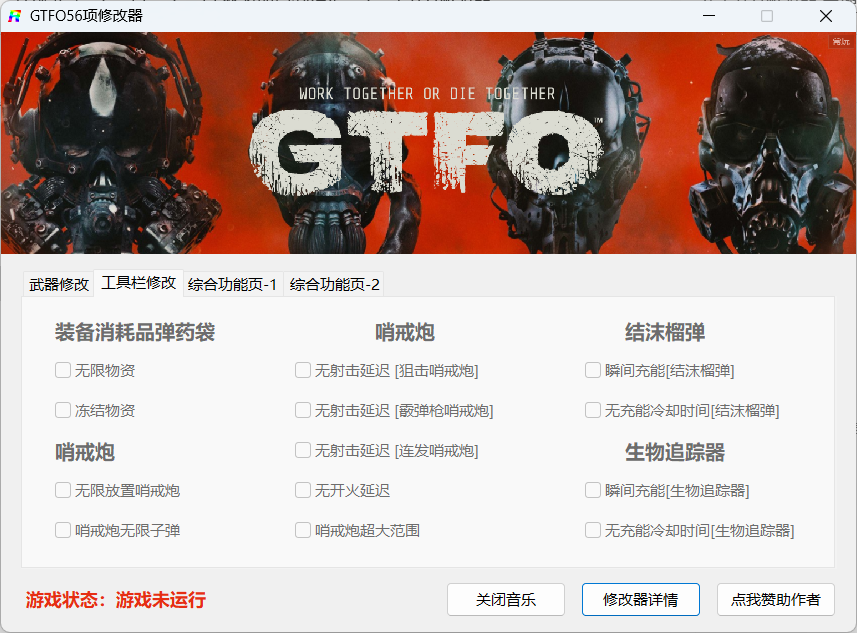 GTFO56项修改器
常玩
WORK TOGETHER OR DIE TOGETHER
GTFO™
武器修改 工具栏修改 综合功能页-1 综合功能页-2
装备消耗品弹药袋 哨戒炮 结沫榴弹
无限物资 无射击延迟 [狙击哨戒炮] 瞬间充能[结沫榴弹]
冻结物资 无射击延迟 [霰弹枪哨戒炮] 无充能冷却时间[结沫榴弹]
哨戒炮 无射击延迟 [连发哨戒炮] 生物追踪器
无限放置哨戒炮 无开火延迟 瞬间充能[生物追踪器]
哨戒炮无限子弹 哨戒炮超大范围 无充能冷却时间[生物追踪器]
游戏状态：游戏未运行 关闭音乐 修改器详情 点我赞助作者